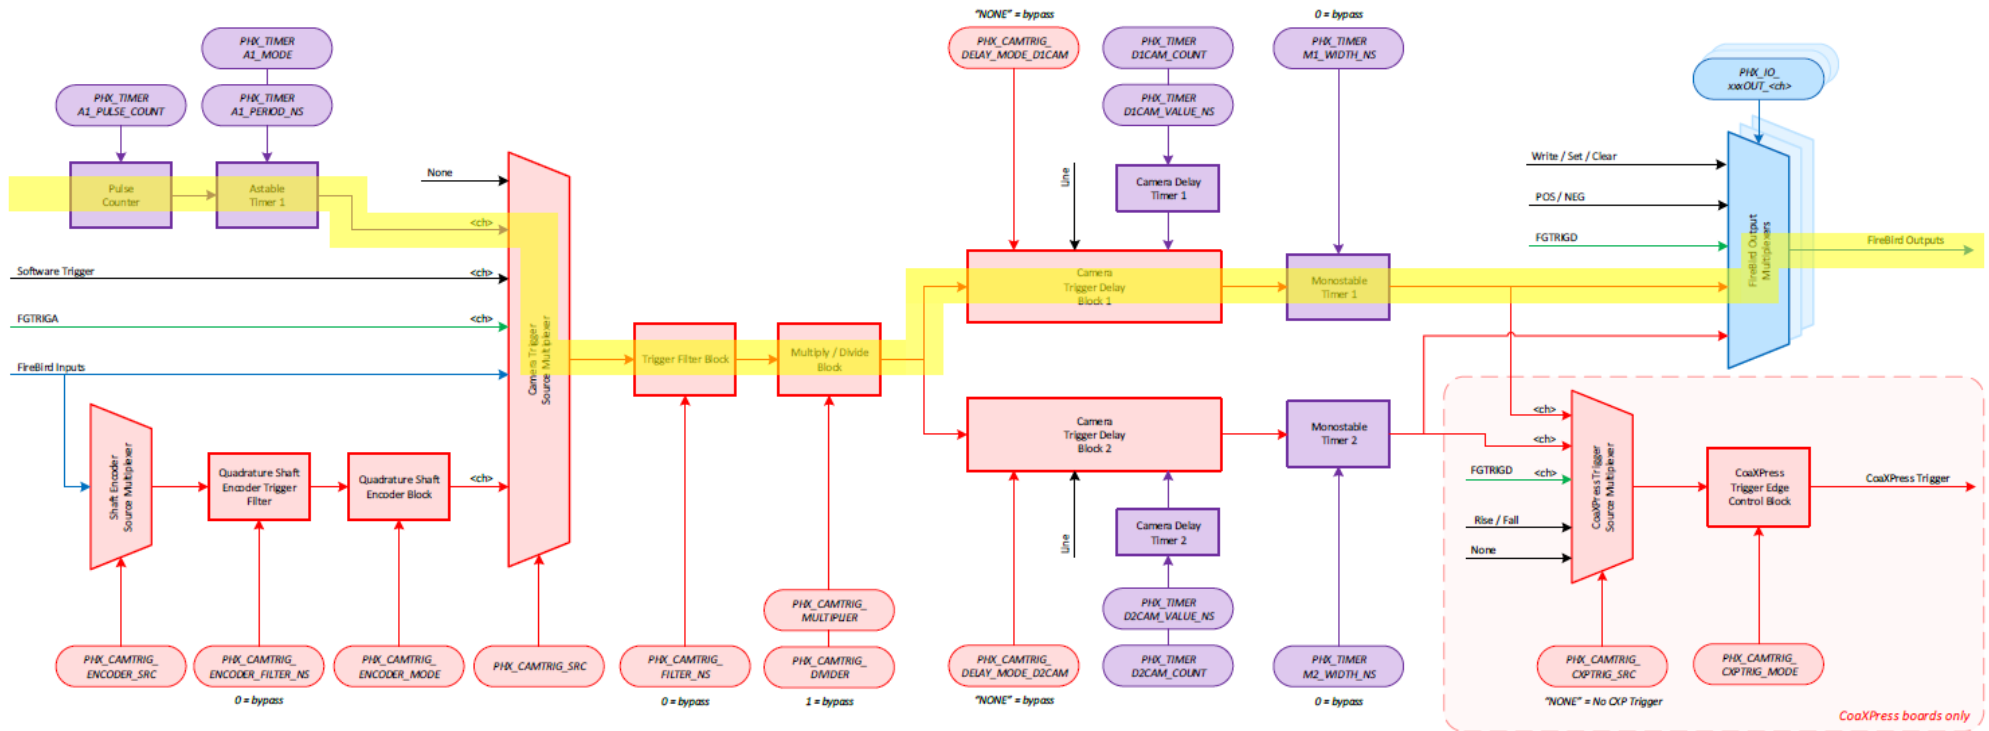 "NONE" = bypass
0 = bypass
PHX_TIMER
A1_MODE
PHX_CAMTRIG_
DELAY_MODE_D1CAM
PHX_TIMER
D1CAM_COUNT
PHX_TIMER
M1_WIDTH_NS
PHX_IO_
xxxOUT_<ch>
PHX_TIMER
A1_PULSE_COUNT
PHX_TIMER
A1_PERIOD_NS
PHX_TIMER
D1CAM_VALUE_NS
Pulse
Counter
Astable
Timer 1
None
<ch>
Line
Camera Delay
Timer 1
Write / Set / Clear
POS / NEG
FGTRIGD
FireBird Output
Multiplexers
FireBird Outputs
Software Trigger
<ch>
FGTRIGA
<ch>
FireBird Inputs
Camera Trigger
Source Multiplexer
Trigger Filter Block
Multiply / Divide
Block
Camera
Trigger Delay
Block 1
Monostable
Timer 1
Shaft Encoder
Source Multiplexer
Quadrature Shaft
Encoder Trigger
Filter
Quadrature Shaft
Encoder Block
<ch>
Camera
Trigger Delay
Block 2
Monostable
Timer 2
Line
Camera Delay
Timer 2
<ch>
<ch>
FGTRIGD
<ch>
Rise / Fall
None
CoaXPress Trigger
Source Multiplexer
CoaXPress
Trigger Edge
Control Block
CoaXPress Trigger
PHX_CAMTRIG_
MULTIPLIER
PHX_TIMER
D2CAM_VALUE_NS
PHX_CAMTRIG_
ENCODER_SRC
PHX_CAMTRIG_
ENCODER_FILTER_NS
PHX_CAMTRIG_
ENCODER_MODE
PHX_CAMTRIG_SRC
PHX_CAMTRIG_
FILTER_NS
PHX_CAMTRIG_
DIVIDER
PHX_CAMTRIG_
DELAY_MODE_D2CAM
PHX_TIMER
D2CAM_COUNT
PHX_TIMER
M2_WIDTH_NS
PHX_CAMTRIG_
CXPTRIG_SRC
PHX_CAMTRIG_
CXPTRIG_MODE
0 = bypass
0 = bypass
1 = bypass
"NONE" = bypass
0 = bypass
"NONE" = No CXP Trigger
CoaXPress boards only